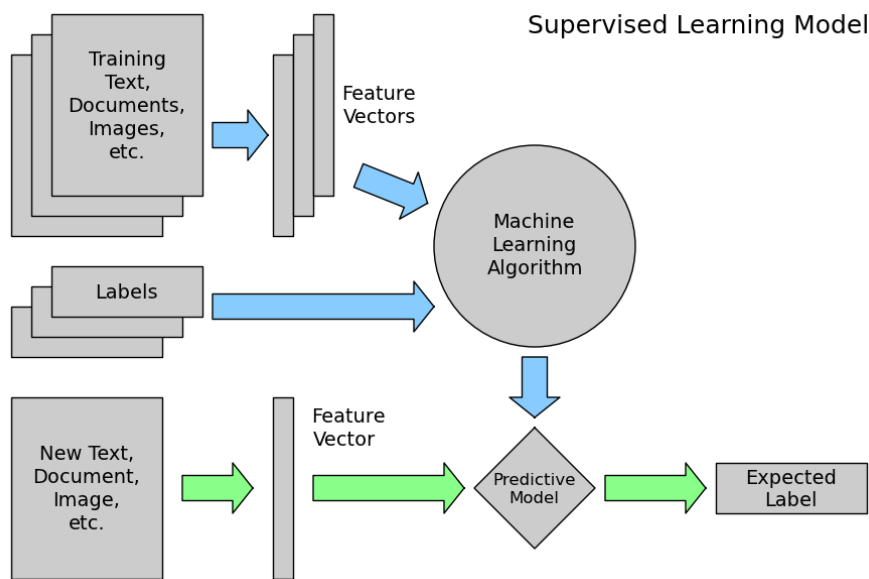 Supervised Learning Model
Training
Text,
Documents,
Images,
etc.
Feature
Vectors
Machine
Learning
Algorithm
Labels
New Text,
Document,
Image,
etc.
Feature
Vector
Predictive
Model
Expected
Label